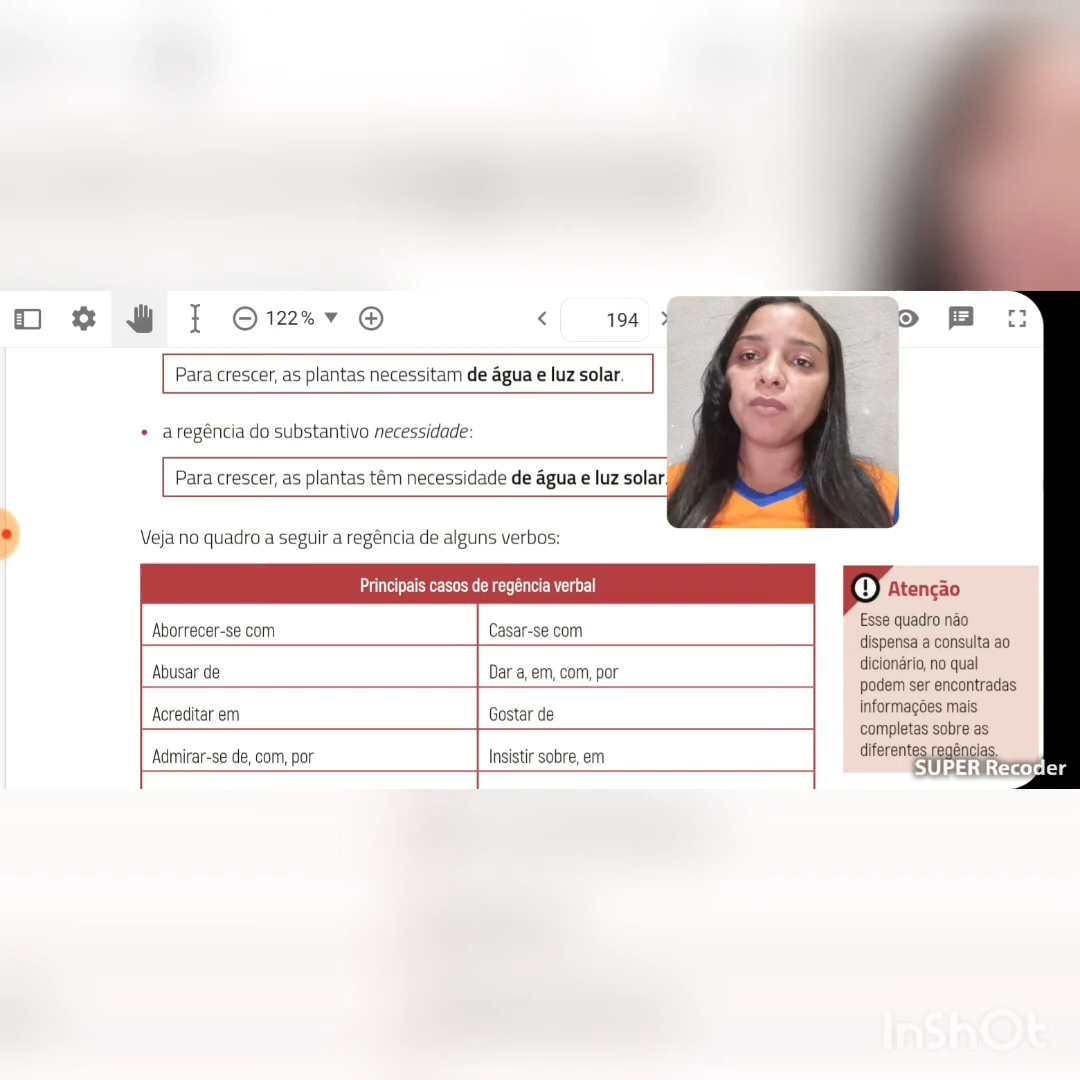 122%
194
Para crescer, as plantas necessitam de água e luz solar.
• a regência do substantivo necessidade:
Para crescer, as plantas têm necessidade de água e luz solar.
Veja no quadro a seguir a regência de alguns verbos:
Principais casos de regência verbal
Aborrecer-se com
Casar-se com
Abusar de
Dar a, em, com, por
Acreditar em
Gostar de
Admirar-se de, com, por
Insistir sobre, em
! Atenção
Esse quadro não
dispensa a consulta ao
dicionário, no qual
podem ser encontradas
informações mais
completas sobre as
diferentes regências.
SUPER Recoder
InShOt